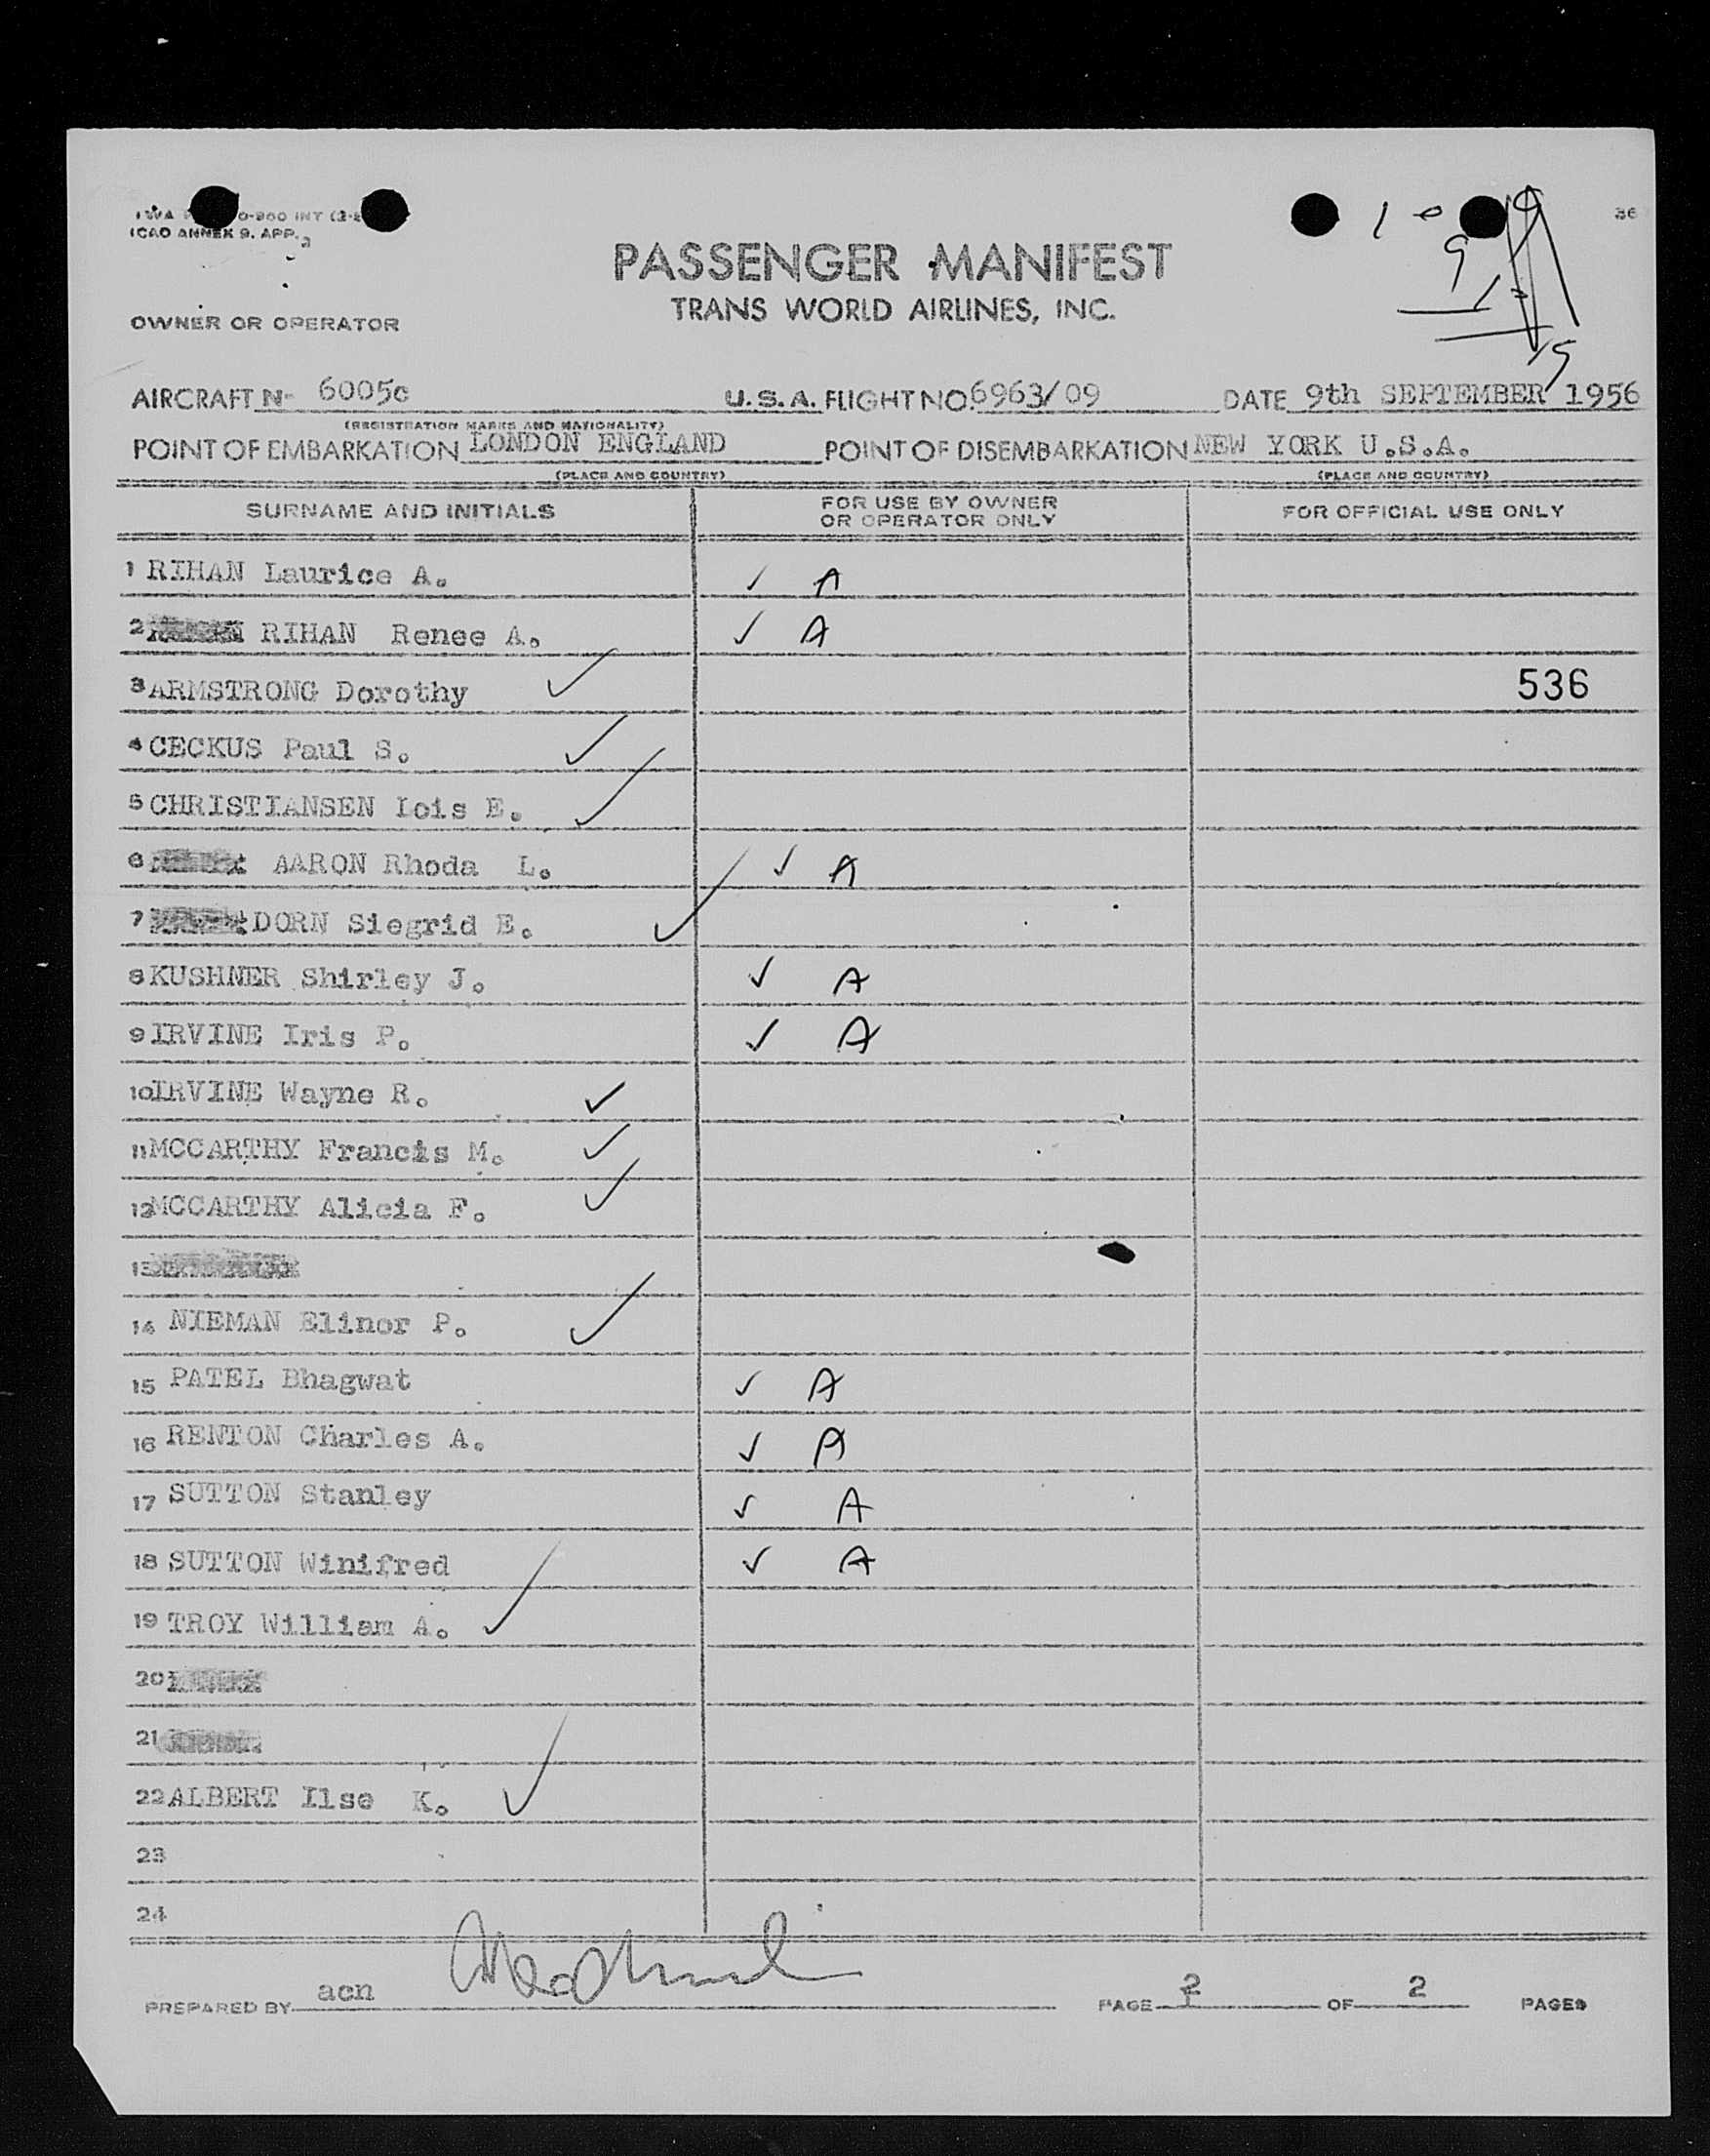 ICAO ANNEX 9. APP. 3
36
PASSENGER MANIFEST
TRANS WORLD AIRLINES, INC.
OWNER OR OPERATOR
AIRCRAFT No 6005c U.S.A. FLIGHT NO. 6963/09 DATE 9th SEPTEMBER 1956
(REGISTRATION MARKS AND NATIONALITY)
POINT OF EMBARKATION LONDON ENGLAND POINT OF DISEMBARKATION NEW YORK U.S.A.
(PLACE AND COUNTRY) (PLACE AND COUNTRY)
SURNAME AND INITIALS FOR USE BY OWNER OR OPERATOR ONLY FOR OFFICIAL USE ONLY
1 RIHAN Laurice A. ✓ A
2 RIHAN Renee A. ✓ A
3 ARMSTRONG Dorothy ✓ 536
4 CECKUS Paul S. ✓
5 CHRISTIANSEN Lois E. ✓
6 AARON Rhoda L. ✓ A
7 DORN Siegrid E. ✓
8 KUSHNER Shirley J. ✓ A
9 IRVINE Iris P. ✓ A
10 IRVINE Wayne R. ✓
11 MCCARTHY Francis M. ✓
12 MCCARTHY Alicia F. ✓
13
14 NIEMAN Elinor P. ✓
15 PATEL Bhagwat ✓ A
16 RENTON Charles A. ✓ A
17 SUTTON Stanley ✓ A
18 SUTTON Winifred ✓ A
19 TROY William A. ✓
20
21
22 ALBERT Ilse K. ✓
23
24
PREPARED BY acn PAGE 2 OF 2 PAGES